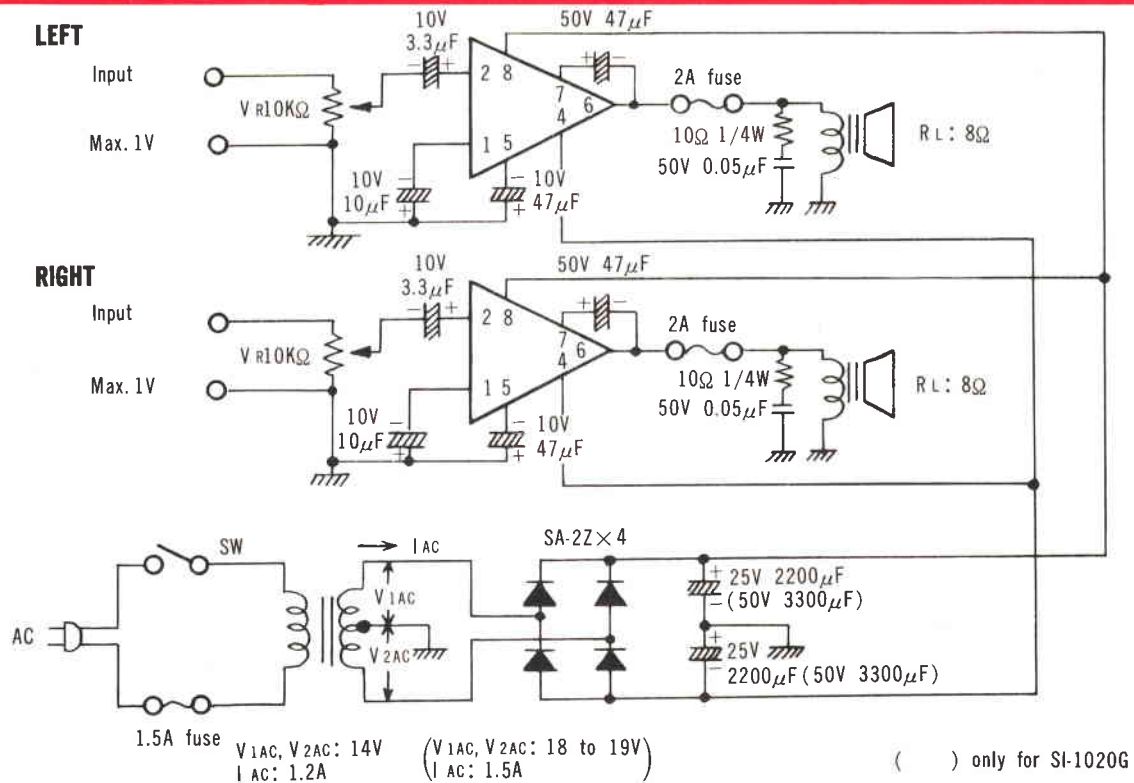 LEFT
Input
Max. 1V
VR10KΩ
10V
3.3μF
- +
50V 47μF
+ -
2 8
7
6
4
1 5
10V
10μF
-
+
- 10V
+ 47μF
2A fuse
10Ω 1/4W
50V 0.05μF
RL: 8Ω
RIGHT
Input
Max. 1V
VR10KΩ
10V
3.3μF
- +
50V 47μF
+ -
2 8
7
6
4
1 5
10V
10μF
-
+
- 10V
+ 47μF
2A fuse
10Ω 1/4W
50V 0.05μF
RL: 8Ω
AC
SW
1.5A fuse
IAC
V1AC
V2AC
SA-2Z×4
+ 25V 2200μF
- (50V 3300μF)
+ 25V
- 2200μF (50V 3300μF)
V1AC, V2AC: 14V
IAC: 1.2A
(V1AC, V2AC: 18 to 19V)
(IAC: 1.5A
( ) only for SI-1020G